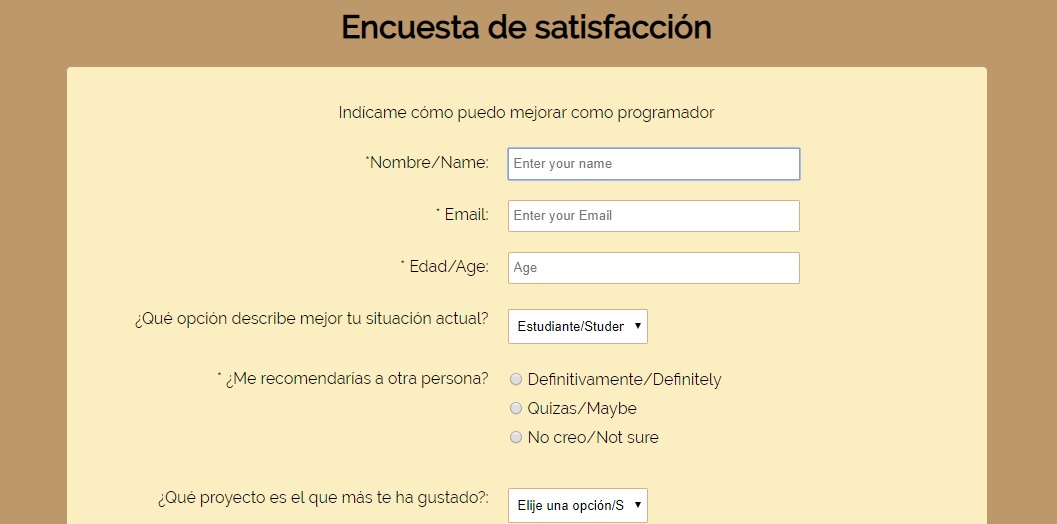 Encuesta de satisfacción
Indícame cómo puedo mejorar como programador
*Nombre/Name: Enter your name
* Email: Enter your Email
* Edad/Age: Age
¿Qué opción describe mejor tu situación actual? Estudiante/Studer
* ¿Me recomendarías a otra persona? Definitivamente/Definitely
Quizas/Maybe
No creo/Not sure
¿Qué proyecto es el que más te ha gustado?: Elije una opción/S